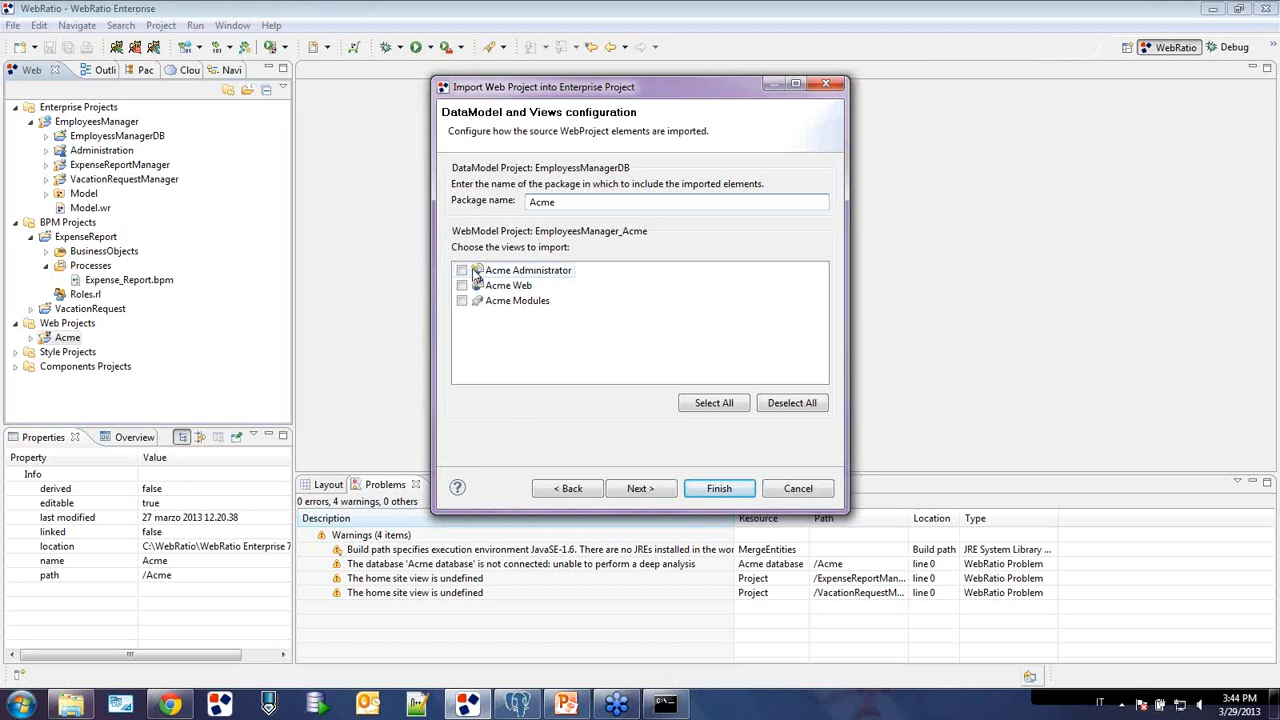 WebRatio - WebRatio Enterprise
File Edit Navigate Search Project Run Window Help
WebRatio Debug
Web Outli Pac Clou Navi
Enterprise Projects
EmployeesManager
EmployessManagerDB
Administration
ExpenseReportManager
VacationRequestManager
Model
Model.wr
BPM Projects
ExpenseReport
BusinessObjects
Processes
Expense_Report.bpm
Roles.rl
VacationRequest
Web Projects
Acme
Style Projects
Components Projects
Import Web Project into Enterprise Project
DataModel and Views configuration
Configure how the source WebProject elements are imported.
DataModel Project: EmployessManagerDB
Enter the name of the package in which to include the imported elements.
Package name: Acme
WebModel Project: EmployeesManager_Acme
Choose the views to import:
Acme Administrator
Acme Web
Acme Modules
Select All Deselect All
< Back Next > Finish Cancel
Properties Overview
Property Value
Info
derived false
editable true
last modified 27 marzo 2013 12.20.38
linked false
location C:\WebRatio\WebRatio Enterprise 7
name Acme
path /Acme
Layout Problems
0 errors, 4 warnings, 0 others
Description Resource Path Location Type
Warnings (4 items)
Build path specifies execution environment JavaSE-1.6. There are no JREs installed in the wor MergeEntities Build path JRE System Library ...
The database 'Acme database' is not connected: unable to perform a deep analysis Acme database /Acme line 0 WebRatio Problem
The home site view is undefined Project /ExpenseReportMan... line 0 WebRatio Problem
The home site view is undefined Project /VacationRequestM... line 0 WebRatio Problem
IT
3:44 PM
3/29/2013